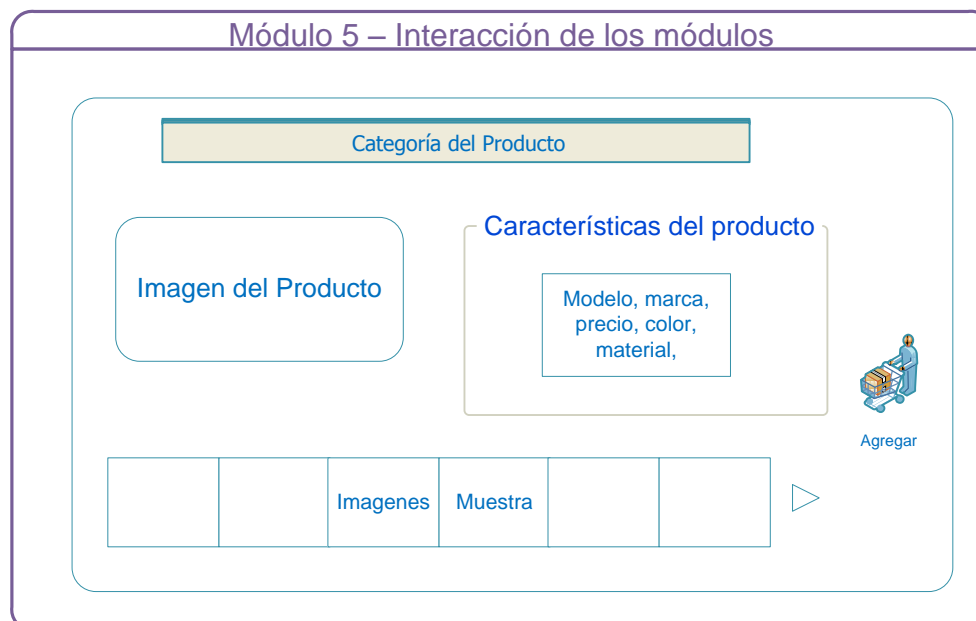 Módulo 5 – Interacción de los módulos
Categoría del Producto
Imagen del Producto
Características del producto
Modelo, marca,
precio, color,
material,
Agregar
Imagenes
Muestra